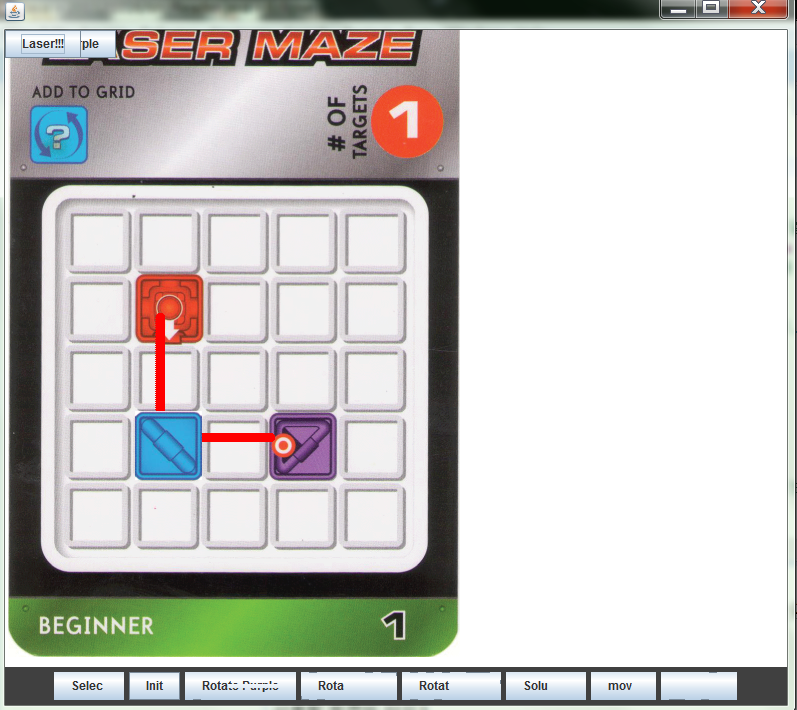 Laser!!! rple
ASER MAZE
ADD TO GRID
?
# OF
TARGETS
1
BEGINNER 1
Selec Init Rotate Purple Rota Rotat Solu mov